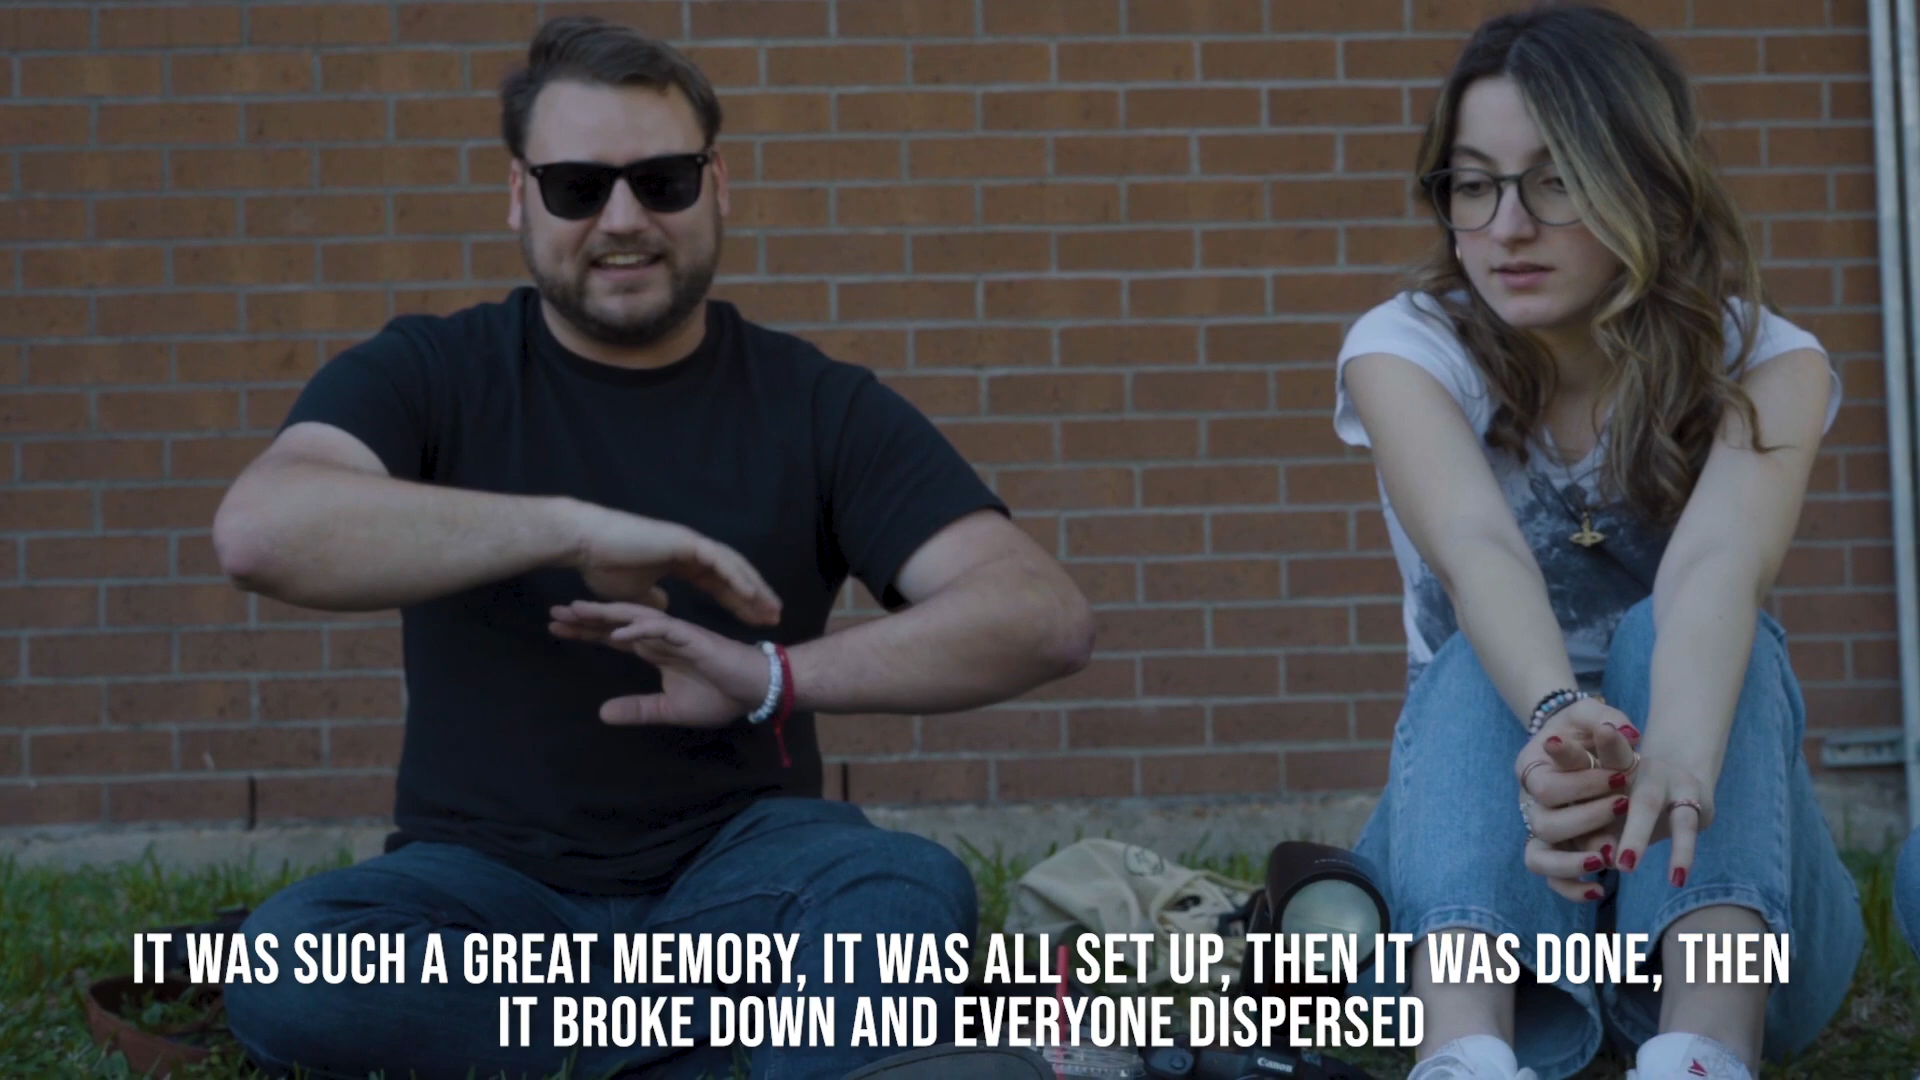 IT WAS SUCH A GREAT MEMORY, IT WAS ALL SET UP, THEN IT WAS DONE, THEN
IT BROKE DOWN AND EVERYONE DISPERSED
Canon